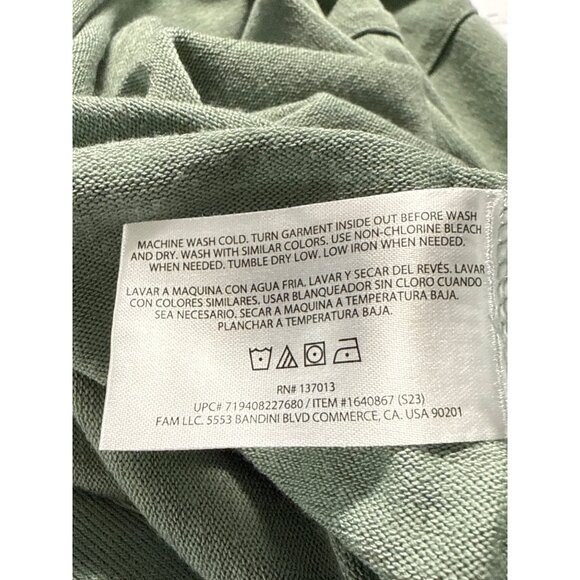 MACHINE WASH COLD. TURN GARMENT INSIDE OUT BEFORE WASH
AND DRY. WASH WITH SIMILAR COLORS. USE NON-CHLORINE BLEACH
WHEN NEEDED. TUMBLE DRY LOW. LOW IRON WHEN NEEDED.
LAVAR A MAQUINA CON AGUA FRIA. LAVAR Y SECAR DEL REVÉS. LAVAR
CON COLORES SIMILARES. USAR BLANQUEADOR SIN CLORO CUANDO
SEA NECESARIO. SECAR A MAQUINA A TEMPERATURA BAJA.
PLANCHAR A TEMPERATURA BAJA.
RN# 137013
UPC# 719408227680 / ITEM #1640867 (S23)
FAM LLC. 5553 BANDINI BLVD COMMERCE, CA. USA 90201